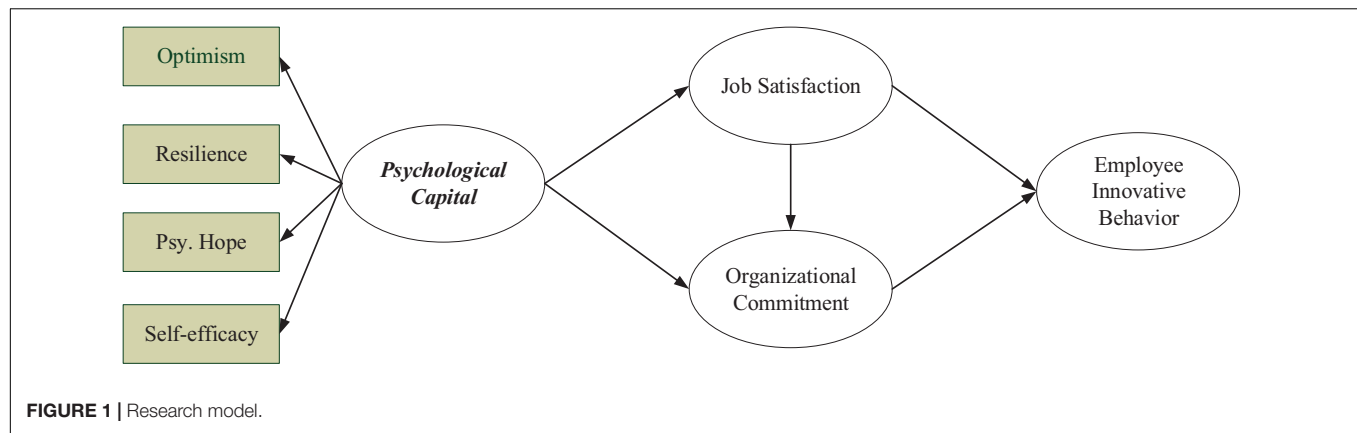 Optimism
Resilience
Psy. Hope
Self-efficacy
Psychological
Capital
Job Satisfaction
Organizational
Commitment
Employee
Innovative
Behavior
FIGURE 1 | Research model.